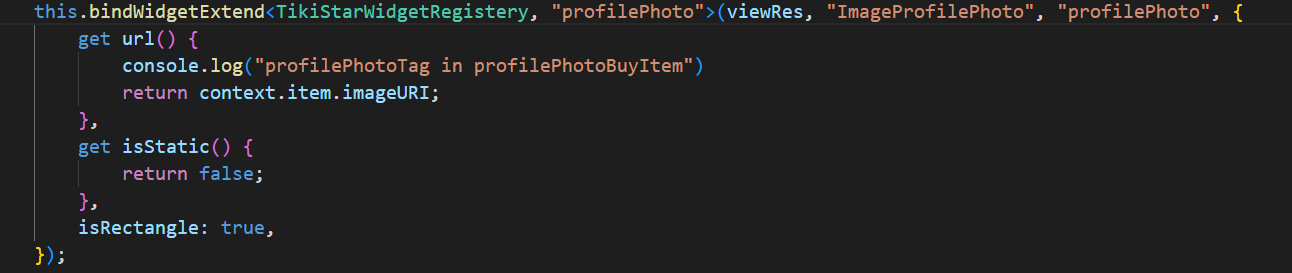 this.bindWidgetExtend<TikiStarWidgetRegistery, "profilePhoto">(viewRes, "ImageProfilePhoto", "profilePhoto", {
get url() {
console.log("profilePhotoTag in profilePhotoBuyItem")
return context.item.imageURI;
},
get isStatic() {
return false;
},
isRectangle: true,
});